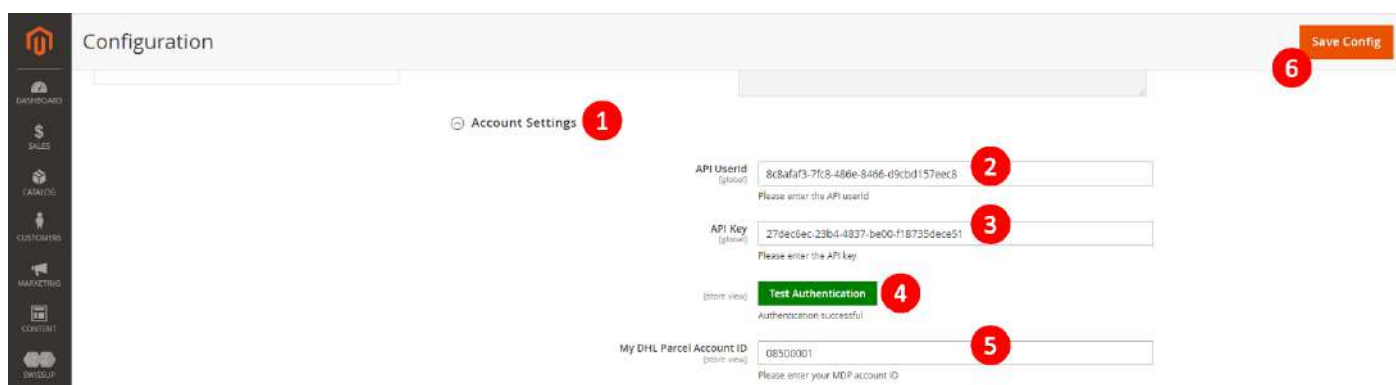 Configuration
Save Config
6
DASHBOARD
Account Settings 1
$
SALES
API UserId
[global]
8c8afaf3-7fc8-486e-8466-d9cbd157eec8
2
Please enter the API userId
CATALOG
API Key
[global]
27dec6ec-23b4-4837-be00-f18735dece51
3
Please enter the API key
CUSTOMERS
MARKETING
[store view]
Test Authentication 4
Authentication successful
CONTENT
My DHL Parcel Account ID
[store view]
08500001
5
Please enter your MDP account ID
SWISSUP